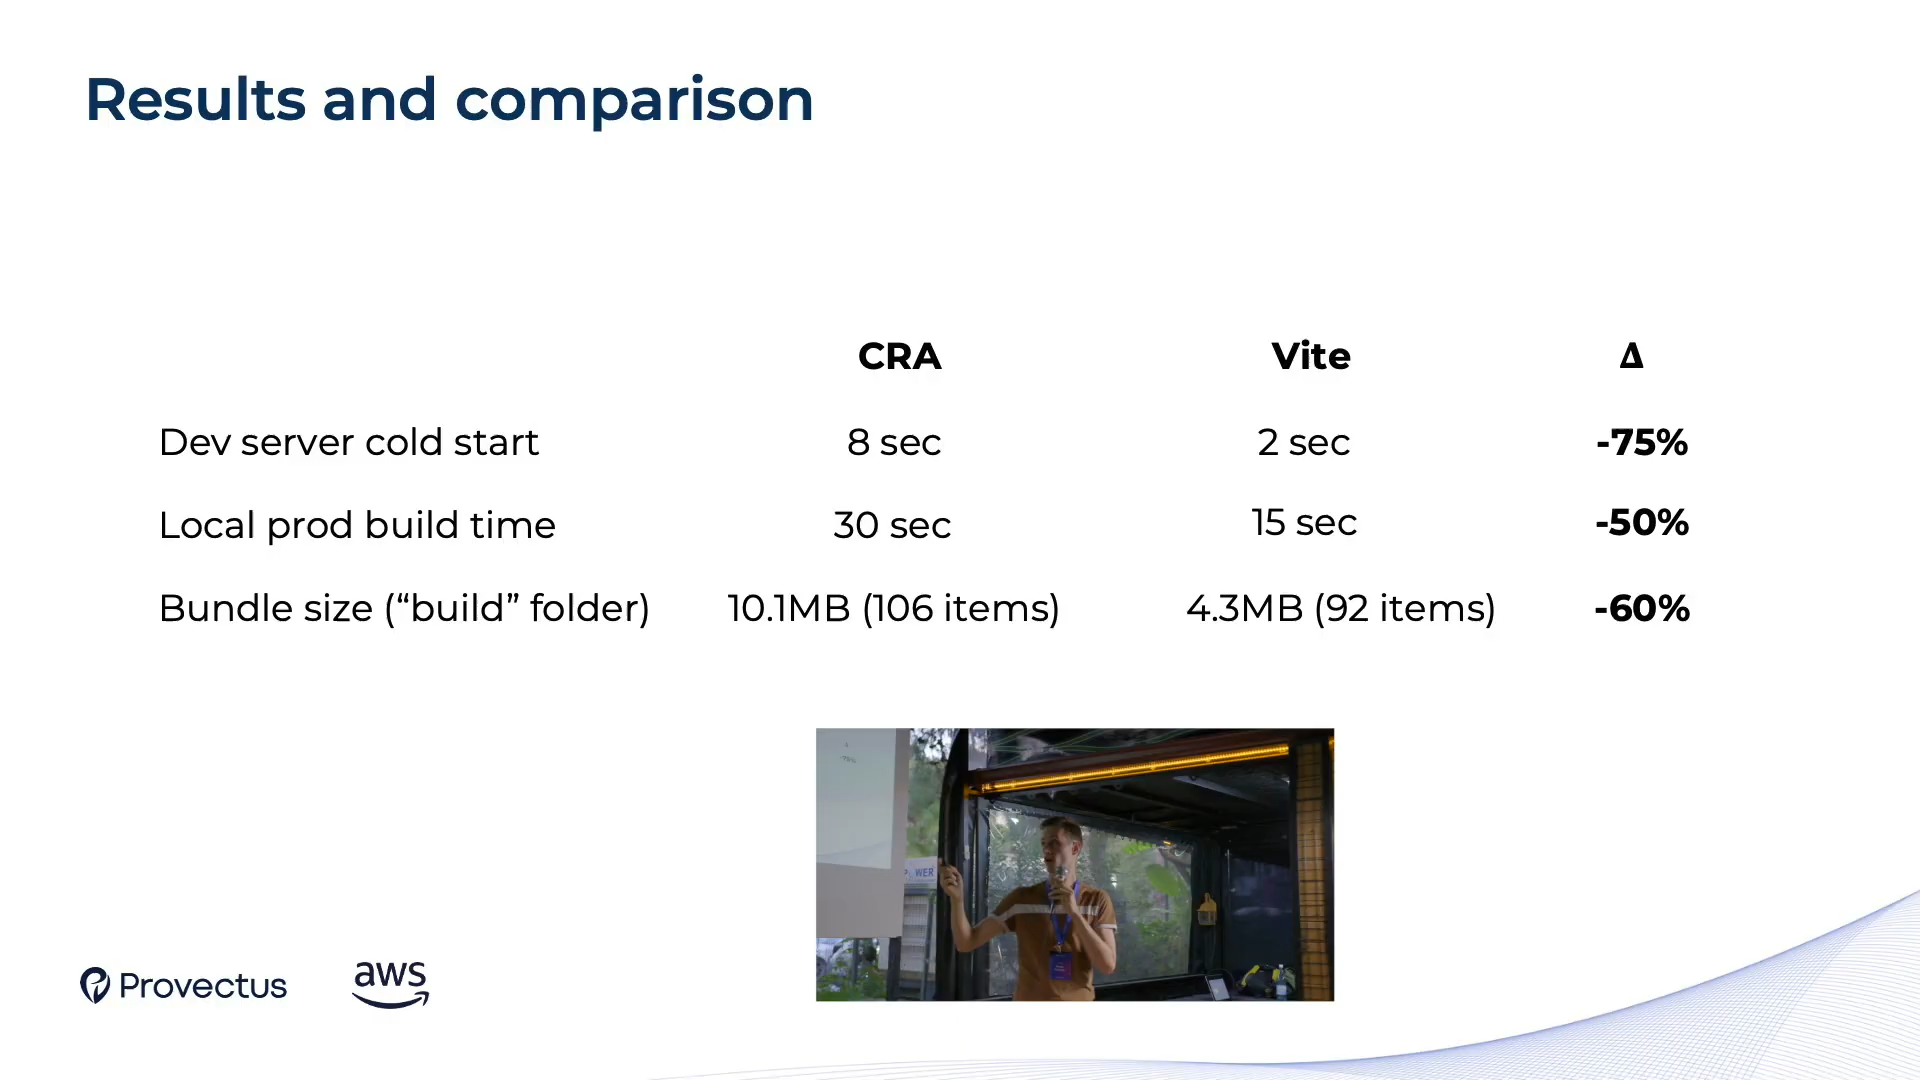 Results and comparison
CRA Vite Δ
Dev server cold start 8 sec 2 sec -75%
Local prod build time 30 sec 15 sec -50%
Bundle size (“build” folder) 10.1MB (106 items) 4.3MB (92 items) -60%
-75%
WER
Provectus
aws